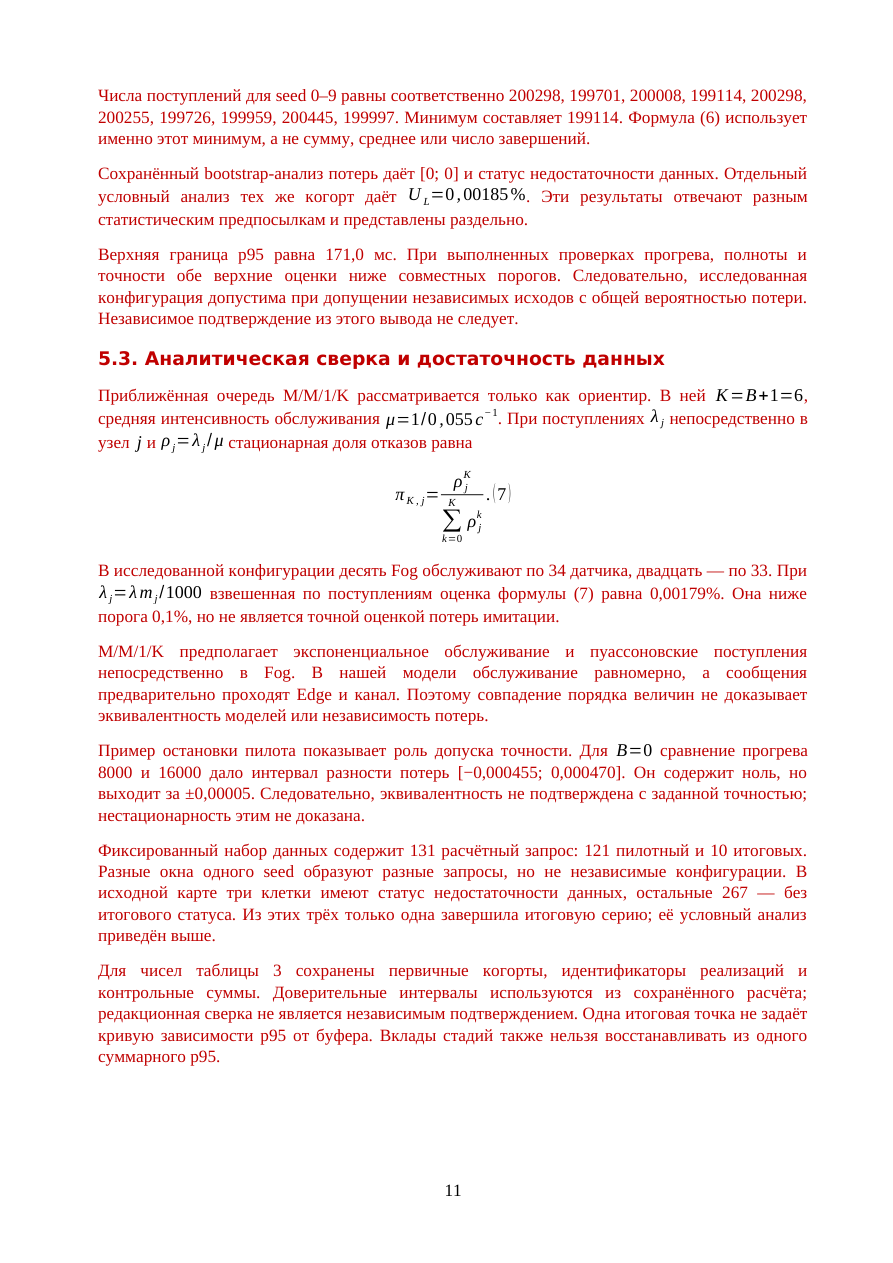 Числа поступлений для seed 0–9 равны соответственно 200298, 199701, 200008, 199114, 200298,
200255, 199726, 199959, 200445, 199997. Минимум составляет 199114. Формула (6) использует
именно этот минимум, а не сумму, среднее или число завершений.
Сохранённый bootstrap-анализ потерь даёт [0; 0] и статус недостаточности данных. Отдельный
условный анализ тех же когорт даёт U_L=0,00185%. Эти результаты отвечают разным
статистическим предпосылкам и представлены раздельно.
Верхняя граница p95 равна 171,0 мс. При выполненных проверках прогрева, полноты и
точности обе верхние оценки ниже совместных порогов. Следовательно, исследованная
конфигурация допустима при допущении независимых исходов с общей вероятностью потери.
Независимое подтверждение из этого вывода не следует.
5.3. Аналитическая сверка и достаточность данных
Приближённая очередь M/M/1/K рассматривается только как ориентир. В ней K=B+1=6,
средняя интенсивность обслуживания μ=1/0,055 c^−1. При поступлениях λ_j непосредственно в
узел j и ρ_j=λ_j/μ стационарная доля отказов равна
π_{K,j}=ρ_j^K/∑_{k=0}^{K} ρ_j^k.(7)
В исследованной конфигурации десять Fog обслуживают по 34 датчика, двадцать — по 33. При
λ_j=λm_j/1000 взвешенная по поступлениям оценка формулы (7) равна 0,00179%. Она ниже
порога 0,1%, но не является точной оценкой потерь имитации.
M/M/1/K предполагает экспоненциальное обслуживание и пуассоновские поступления
непосредственно в Fog. В нашей модели обслуживание равномерно, а сообщения
предварительно проходят Edge и канал. Поэтому совпадение порядка величин не доказывает
эквивалентность моделей или независимость потерь.
Пример остановки пилота показывает роль допуска точности. Для B=0 сравнение прогрева
8000 и 16000 дало интервал разности потерь [−0,000455; 0,000470]. Он содержит ноль, но
выходит за ±0,00005. Следовательно, эквивалентность не подтверждена с заданной точностью;
нестационарность этим не доказана.
Фиксированный набор данных содержит 131 расчётный запрос: 121 пилотный и 10 итоговых.
Разные окна одного seed образуют разные запросы, но не независимые конфигурации. В
исходной карте три клетки имеют статус недостаточности данных, остальные 267 — без
итогового статуса. Из этих трёх только одна завершила итоговую серию; её условный анализ
приведён выше.
Для чисел таблицы 3 сохранены первичные когорты, идентификаторы реализаций и
контрольные суммы. Доверительные интервалы используются из сохранённого расчёта;
редакционная сверка не является независимым подтверждением. Одна итоговая точка не задаёт
кривую зависимости p95 от буфера. Вклады стадий также нельзя восстанавливать из одного
суммарного p95.
11